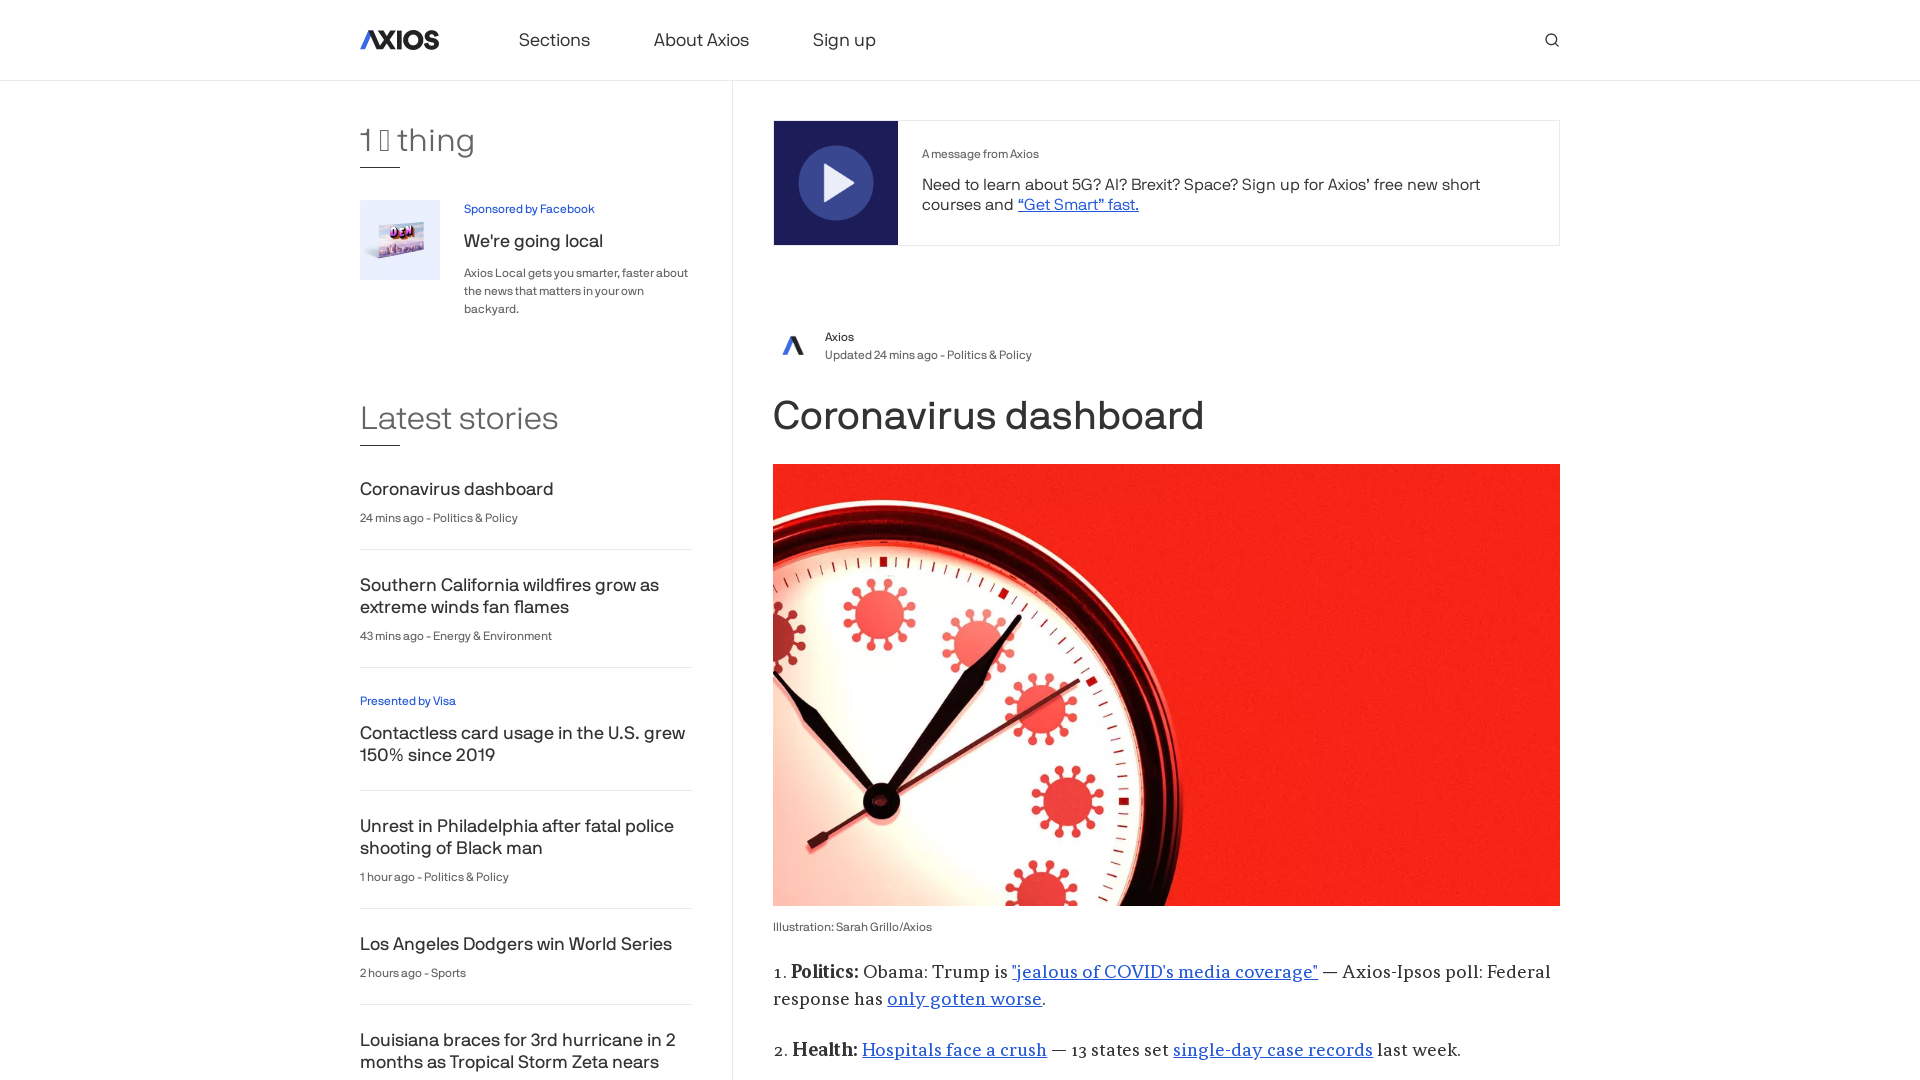 AXIOS
Sections
About Axios
Sign up
1 thing
Sponsored by Facebook
DEN
We're going local
Axios Local gets you smarter, faster about
the news that matters in your own
backyard.
Latest stories
Coronavirus dashboard
24 mins ago - Politics & Policy
Southern California wildfires grow as
extreme winds fan flames
43 mins ago - Energy & Environment
Presented by Visa
Contactless card usage in the U.S. grew
150% since 2019
Unrest in Philadelphia after fatal police
shooting of Black man
1 hour ago - Politics & Policy
Los Angeles Dodgers win World Series
2 hours ago - Sports
Louisiana braces for 3rd hurricane in 2
months as Tropical Storm Zeta nears
A message from Axios
Need to learn about 5G? AI? Brexit? Space? Sign up for Axios’ free new short
courses and “Get Smart” fast.
Axios
Updated 24 mins ago - Politics & Policy
Coronavirus dashboard
Illustration: Sarah Grillo/Axios
1. Politics: Obama: Trump is "jealous of COVID's media coverage" — Axios-Ipsos poll: Federal
response has only gotten worse.
2. Health: Hospitals face a crush — 13 states set single-day case records last week.